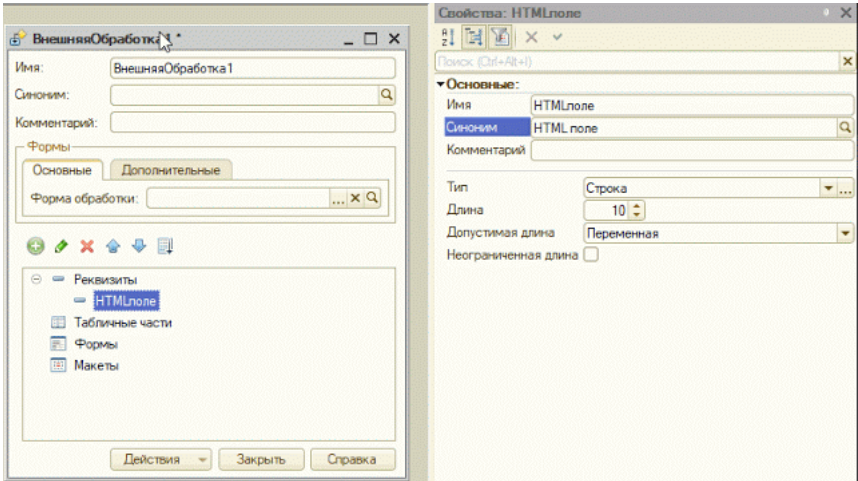 ВнешняяОбработка1 *
Имя:
ВнешняяОбработка1
Синоним:
Комментарий:
Формы
Основные
Дополнительные
Форма обработки:
...
Реквизиты
HTMLполе
Табличные части
Формы
Макеты
Действия
Закрыть
Справка
Свойства: HTMLполе
Поиск (Ctrl+Alt+I)
Основные:
Имя
HTMLполе
Синоним
HTML поле
Комментарий
Тип
Строка
...
Длина
10
Допустимая длина
Переменная
Неограниченная длина